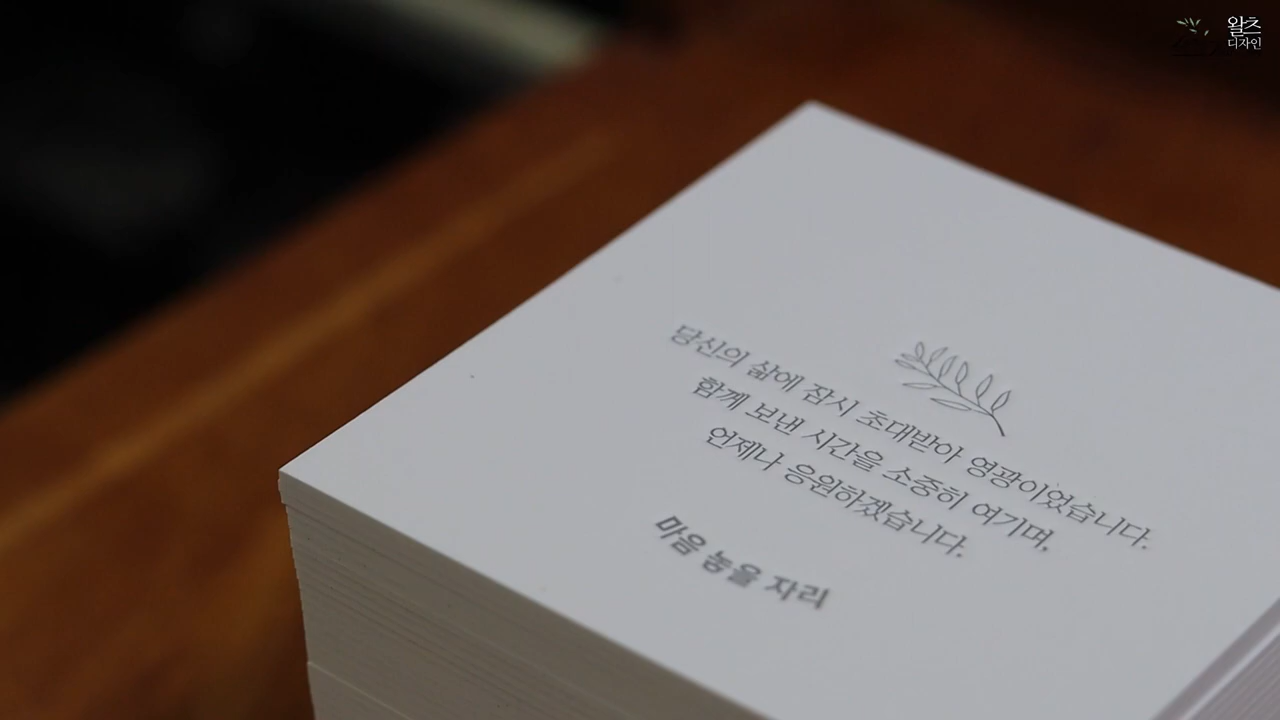 왈츠
디자인
당신의 삶에 잠시 초대받아 영광이었습니다.
함께 보낸 시간을 소중히 여기며,
언제나 응원하겠습니다.
마음 놓을 자리